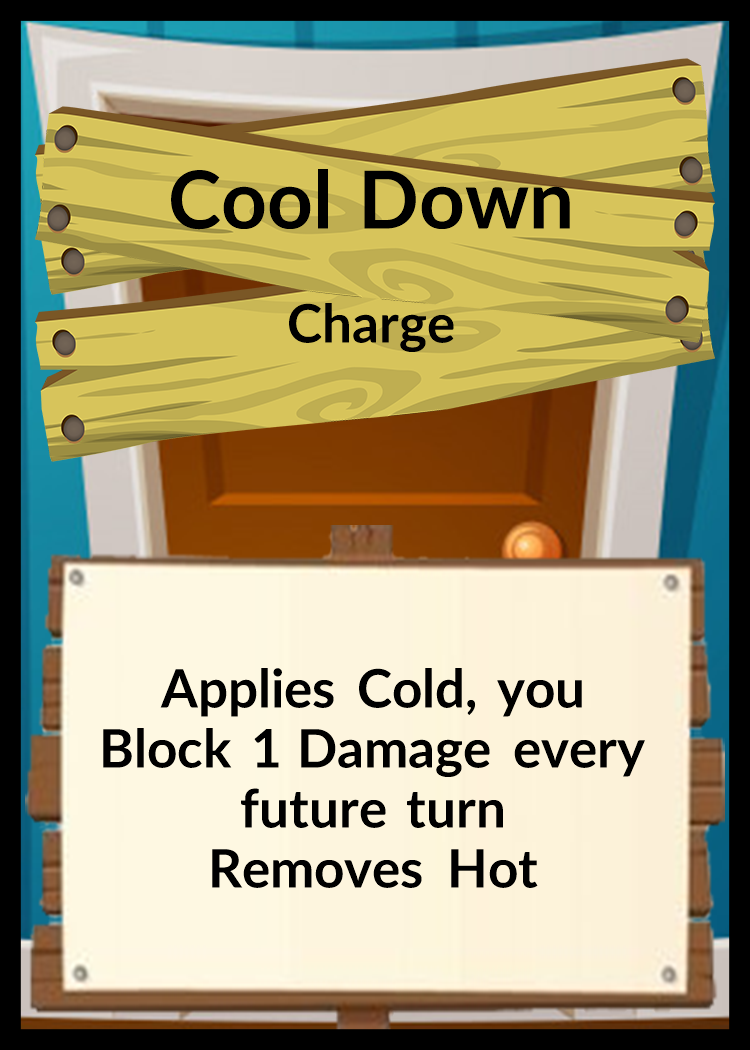 Cool Down
Charge
Applies Cold, you
Block 1 Damage every
future turn
Removes Hot